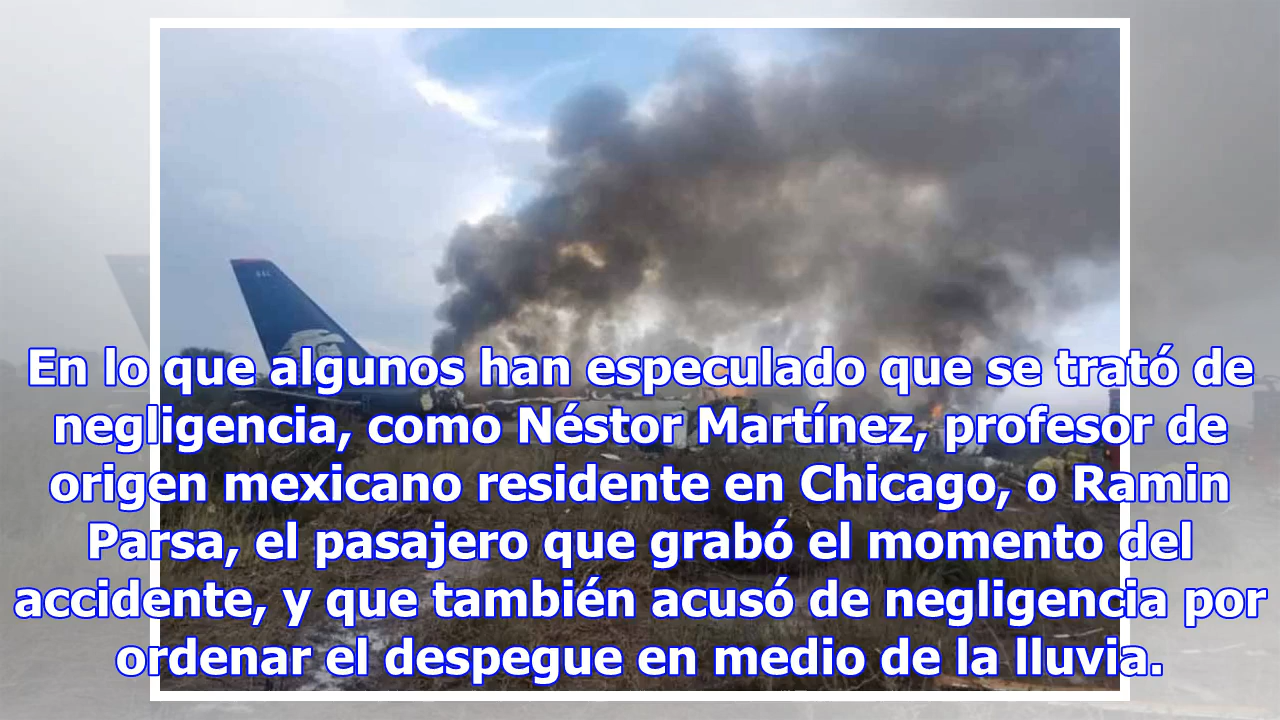 En lo que algunos han especulado que se trató de
negligencia, como Néstor Martínez, profesor de
origen mexicano residente en Chicago, o Ramin
Parsa, el pasajero que grabó el momento del
accidente, y que también acusó de negligencia por
ordenar el despegue en medio de la lluvia.